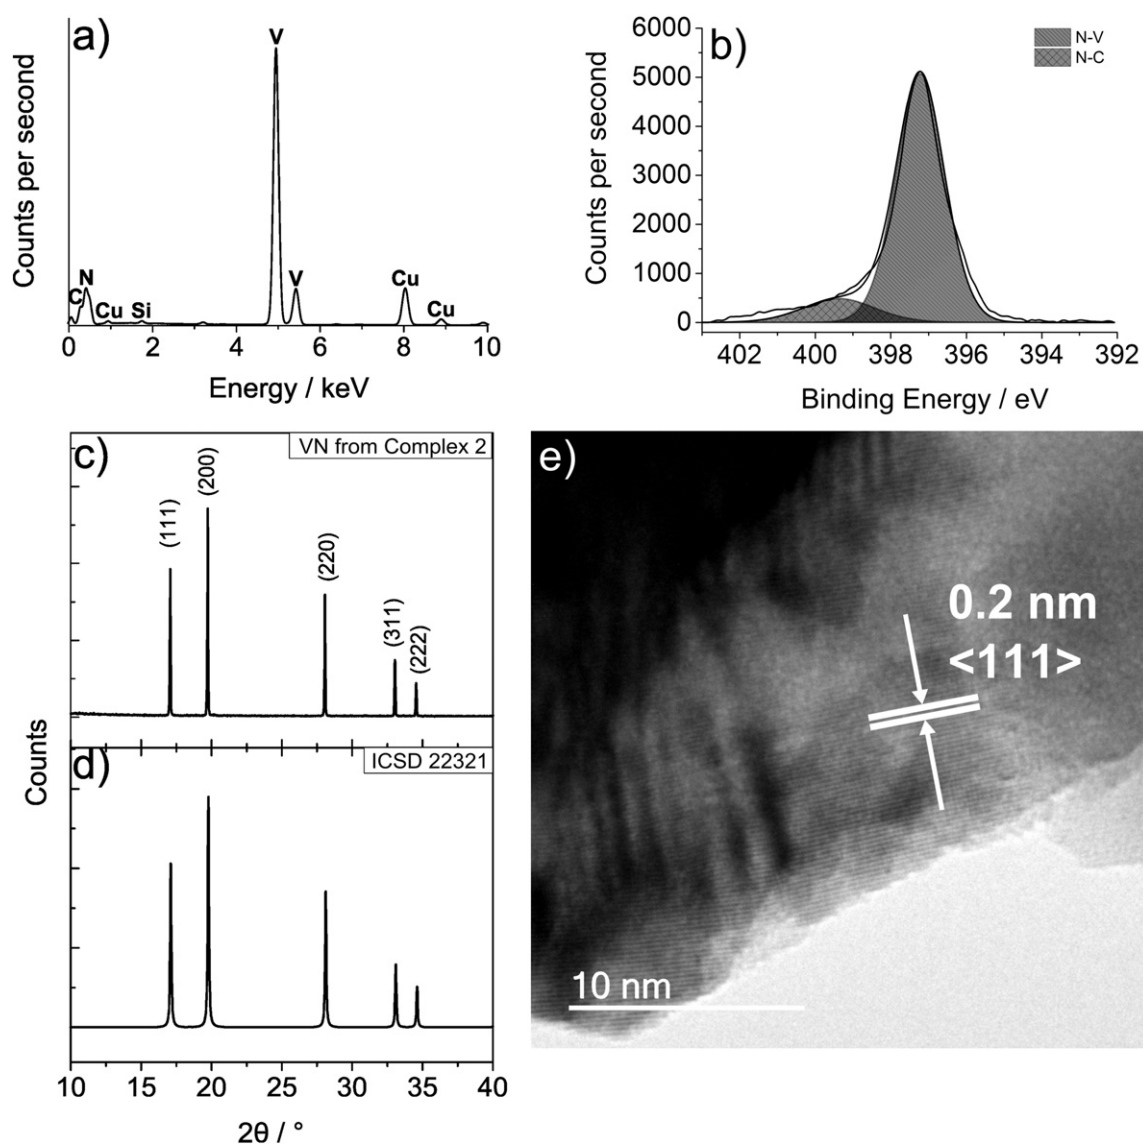 a)
V
N
C
Cu
Si
V
Cu
Cu
Counts per second
0 2 4 6 8 10
Energy / keV
b)
N-V
N-C
6000
5000
4000
3000
2000
1000
0
Counts per second
402 400 398 396 394 392
Binding Energy / eV
c)
VN from Complex 2
(111)
(200)
(220)
(311)
(222)
d)
ICSD 22321
Counts
10 15 20 25 30 35 40
2θ / °
e)
0.2 nm
<111>
10 nm